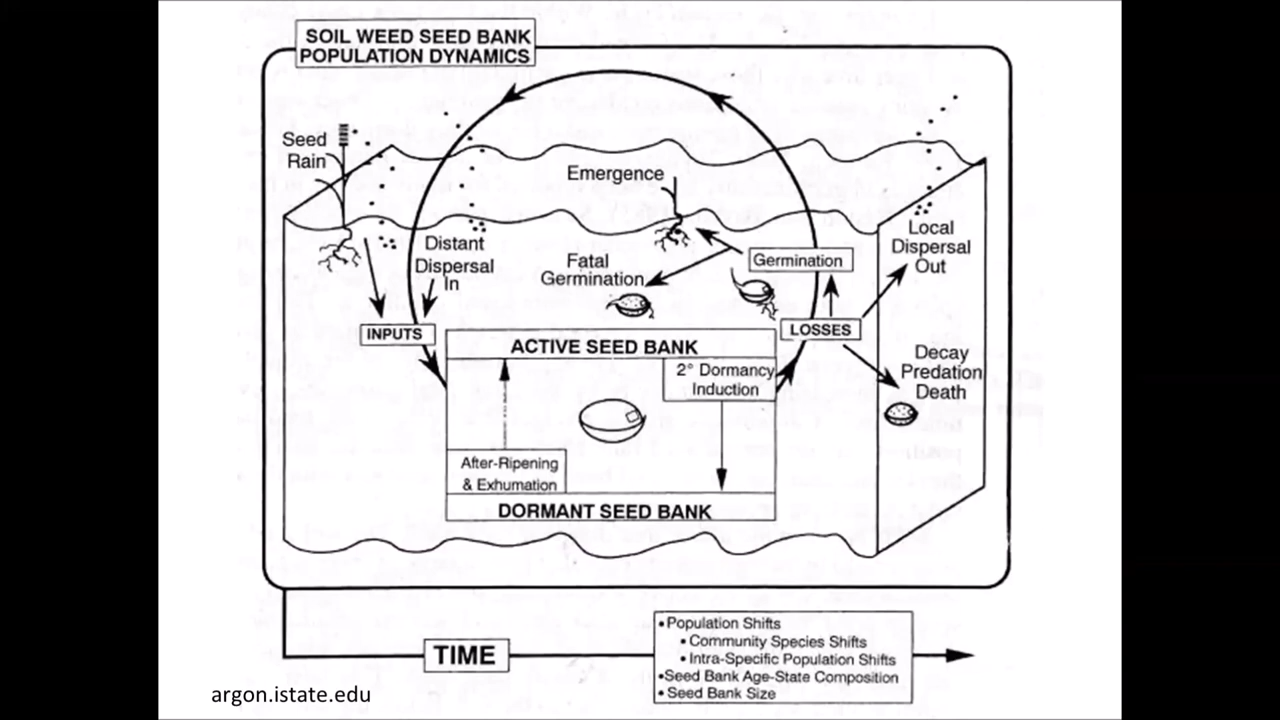 SOIL WEED SEED BANK
POPULATION DYNAMICS
Seed
Rain
Distant
Dispersal
In
Emergence
Fatal
Germination
Germination
Local
Dispersal
Out
INPUTS
LOSSES
ACTIVE SEED BANK
2° Dormancy
Induction
Decay
Predation
Death
After-Ripening
& Exhumation
DORMANT SEED BANK
TIME
•Population Shifts
•Community Species Shifts
•Intra-Specific Population Shifts
•Seed Bank Age-State Composition
•Seed Bank Size
argon.istate.edu